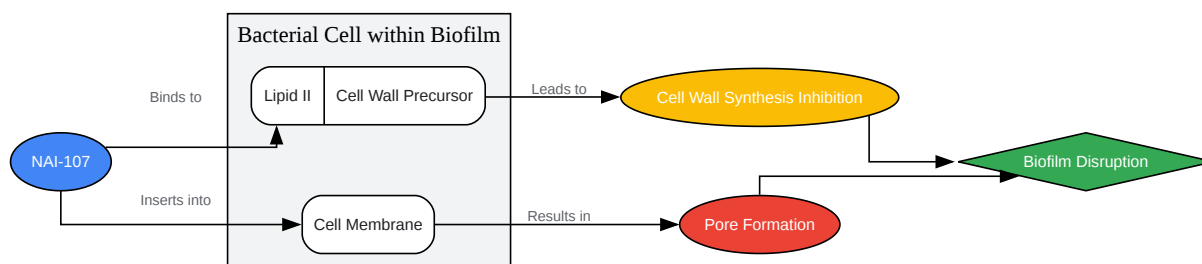 Bacterial Cell within Biofilm
Binds to
Lipid II
Cell Wall Precursor
Leads to
Cell Wall Synthesis Inhibition
NAI-107
Biofilm Disruption
Inserts into
Cell Membrane
Results in
Pore Formation